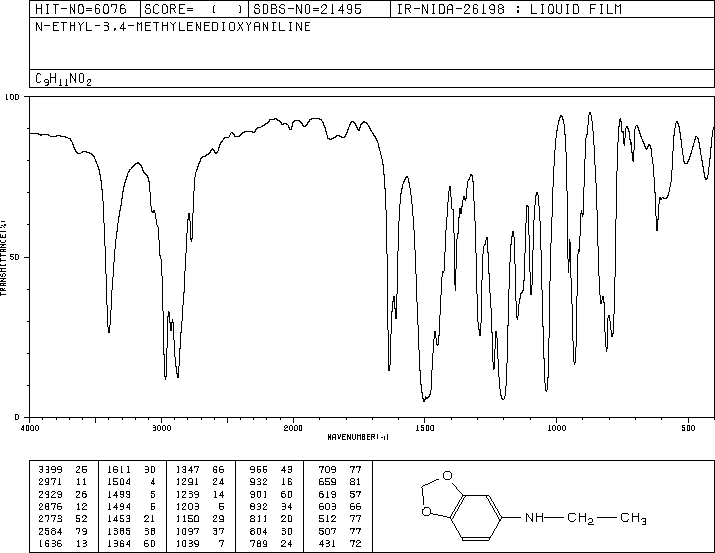 HIT-NO=6076 SCORE= ( ) SDBS-NO=21495 IR-NIDA-26198 : LIQUID FILM
N-ETHYL-3,4-METHYLENEDIOXYANILINE
C9H11NO2
100
50
0
TRANSMITTANCE(%)
4000 3000 2000 1500 1000 500
WAVENUMBER(-1)
3399 26 1611 30 1347 66 966 43 709 77
2971 11 1504 4 1291 24 932 16 659 81
2929 26 1499 5 1239 14 901 60 619 57
2876 12 1494 5 1203 5 832 34 603 66
2773 52 1453 21 1150 29 811 20 512 77
2584 79 1385 38 1097 37 804 30 507 77
1636 13 1364 60 1039 7 789 24 431 72
O
O
NH CH2 CH3